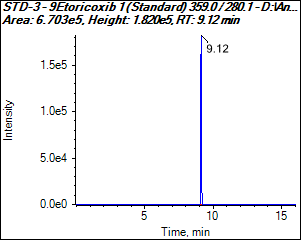 STD-3 - 9Etoricoxib 1 (Standard) 359.0 / 280.1 - D:\An...
Area: 6.703e5, Height: 1.820e5, RT: 9.12 min
9.12
1.5e5
1.0e5
5.0e4
0.0e0
Intensity
5 10 15
Time, min